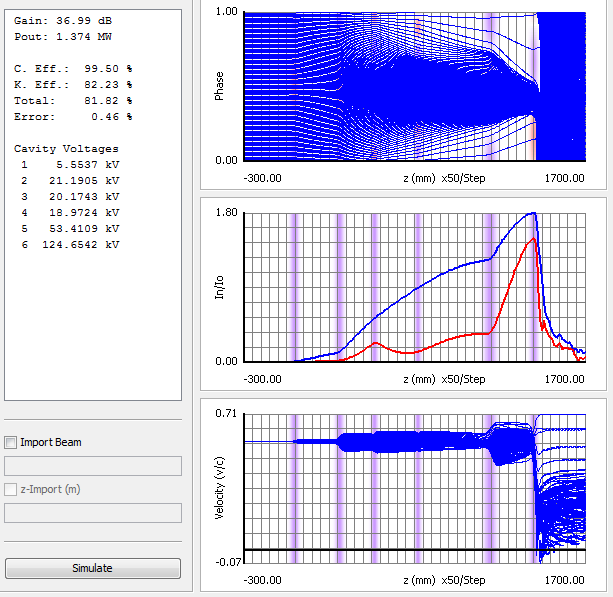 Gain: 36.99 dB
Pout: 1.374 MW
C. Eff.: 99.50 %
K. Eff.: 82.23 %
Total: 81.82 %
Error: 0.46 %
Cavity Voltages
1 5.5537 kV
2 21.1905 kV
3 20.1743 kV
4 18.9724 kV
5 53.4109 kV
6 124.6542 kV
Import Beam
z-Import (m)
Simulate
1.00
Phase
0.00
-300.00
z (mm) x50/Step
1700.00
1.80
In/Io
0.00
-300.00
z (mm) x50/Step
1700.00
0.71
Velocity (v/c)
-0.07
-300.00
z (mm) x50/Step
1700.00